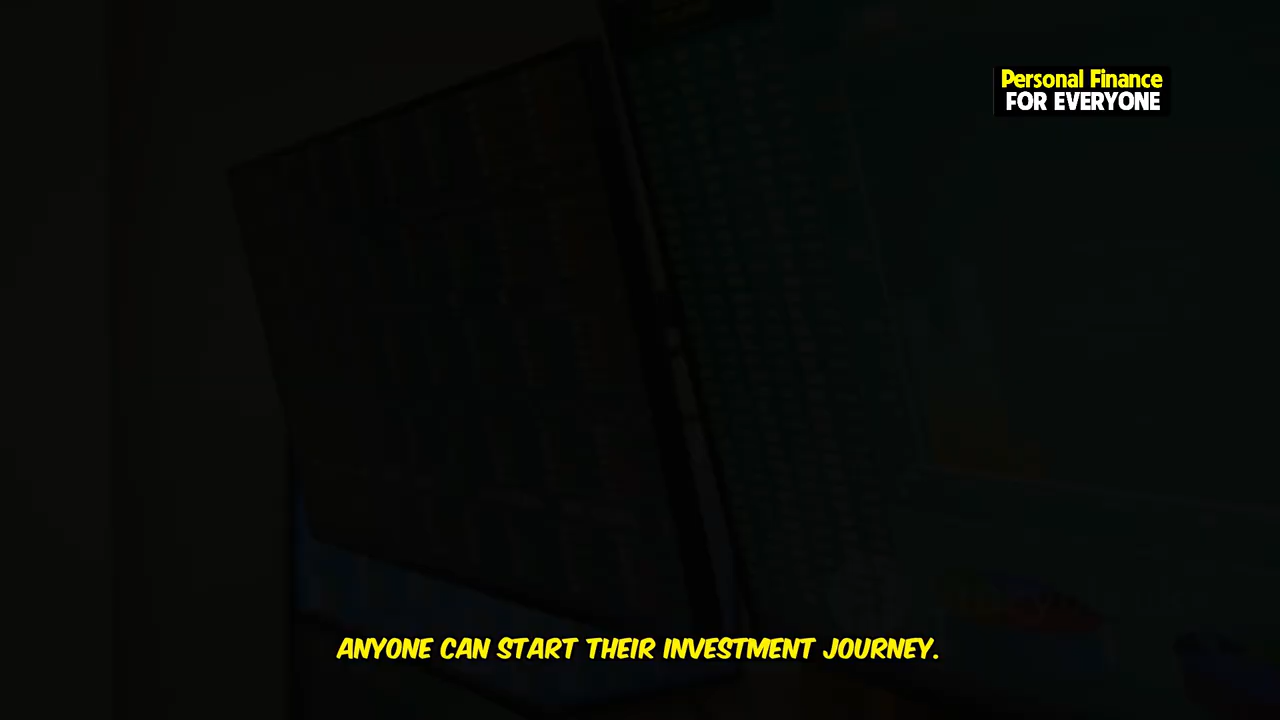 Personal Finance
FOR EVERYONE
ANYONE CAN START THEIR INVESTMENT JOURNEY.